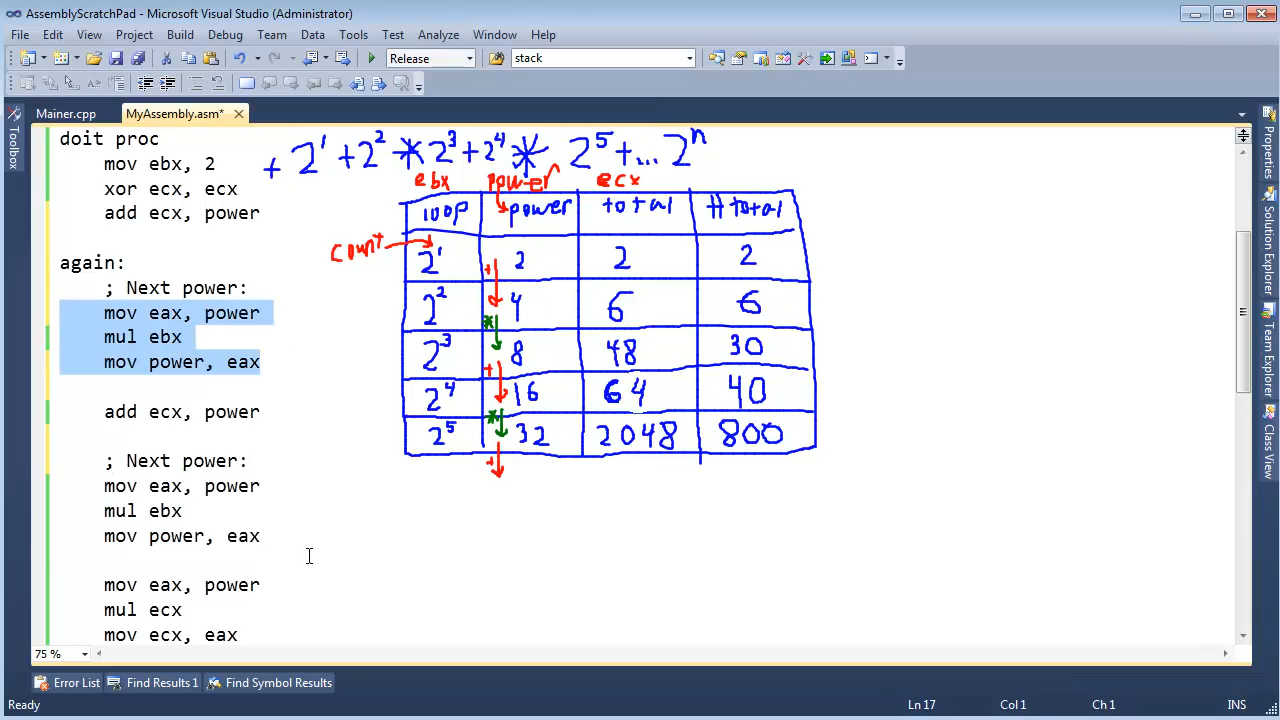 AssemblyScratchPad - Microsoft Visual Studio (Administrator)
File Edit View Project Build Debug Team Data Tools Test Analyze Window Help
Release stack
Mainer.cpp MyAssembly.asm*
Toolbox
Properties
Solution Explorer
Team Explorer
Class View
doit proc
mov ebx, 2
xor ecx, ecx
add ecx, power
again:
; Next power:
mov eax, power
mul ebx
mov power, eax
add ecx, power
; Next power:
mov eax, power
mul ebx
mov power, eax
mov eax, power
mul ecx
mov ecx, eax
+ 2¹ + 2² * 2³ + 2⁴ * 2⁵ + ... 2ⁿ
ebx power ecx
loop power total # total
count
2¹ 2 2 2
+
2² 4 6 6
*
2³ 8 48 30
+
2⁴ 16 64 40
*
2⁵ 32 2048 800
+
75 %
Error List Find Results 1 Find Symbol Results
Ready Ln 17 Col 1 Ch 1 INS